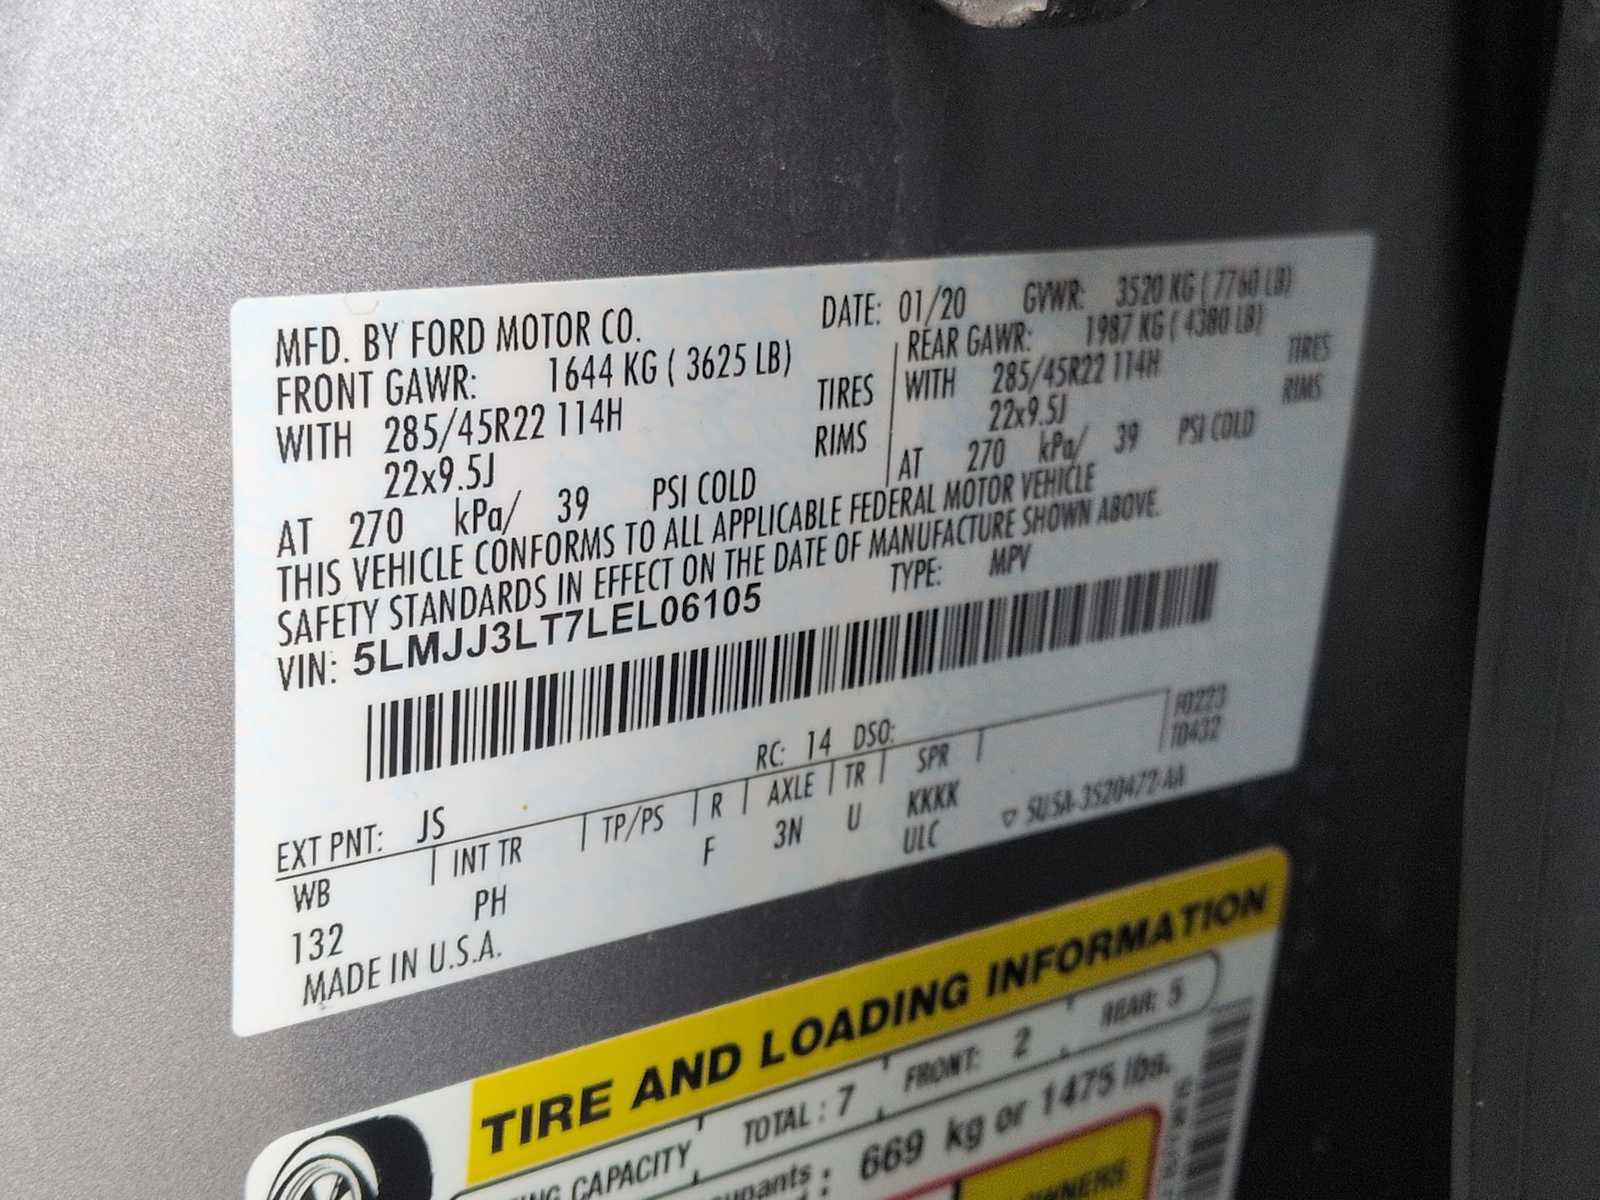 MFD. BY FORD MOTOR CO. DATE: 01/20 GVWR: 3520 KG ( 7760 LB)
FRONT GAWR: 1644 KG ( 3625 LB) REAR GAWR: 1987 KG ( 4380 LB)
WITH 285/45R22 114H TIRES WITH 285/45R22 114H TIRES
22x9.5J RIMS 22x9.5J RIMS
AT 270 kPa/ 39 PSI COLD AT 270 kPa/ 39 PSI COLD
THIS VEHICLE CONFORMS TO ALL APPLICABLE FEDERAL MOTOR VEHICLE
SAFETY STANDARDS IN EFFECT ON THE DATE OF MANUFACTURE SHOWN ABOVE.
VIN: 5LMJJ3LT7LEL06105 TYPE: MPV
F0223
T0432
EXT PNT: JS RC: 14 DSO:
WB INT TR TP/PS R AXLE TR SPR
132 PH F 3N U KKKK
ULC
MADE IN U.S.A. ▽ SU5A-3520472-AA
TIRE AND LOADING INFORMATION
CAPACITY TOTAL : 7 FRONT: 2 REAR: 5
669 kg or 1475 lbs.